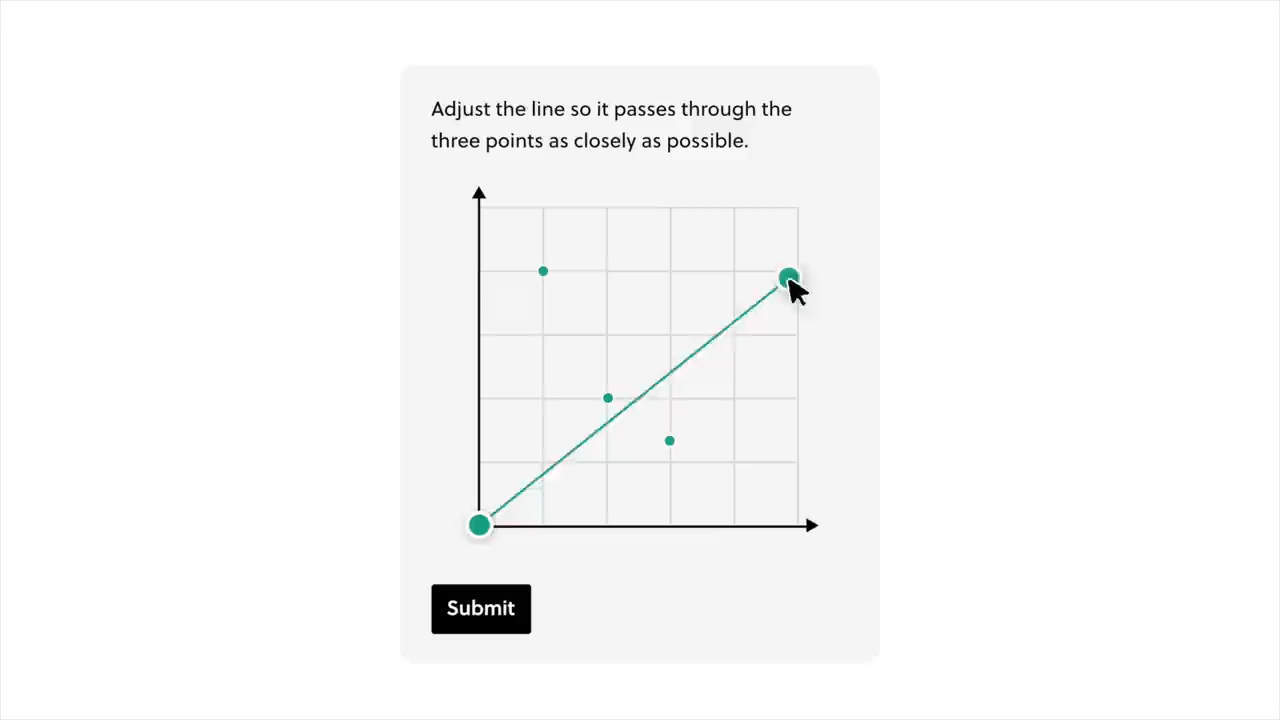 Adjust the line so it passes through the
three points as closely as possible.
Submit